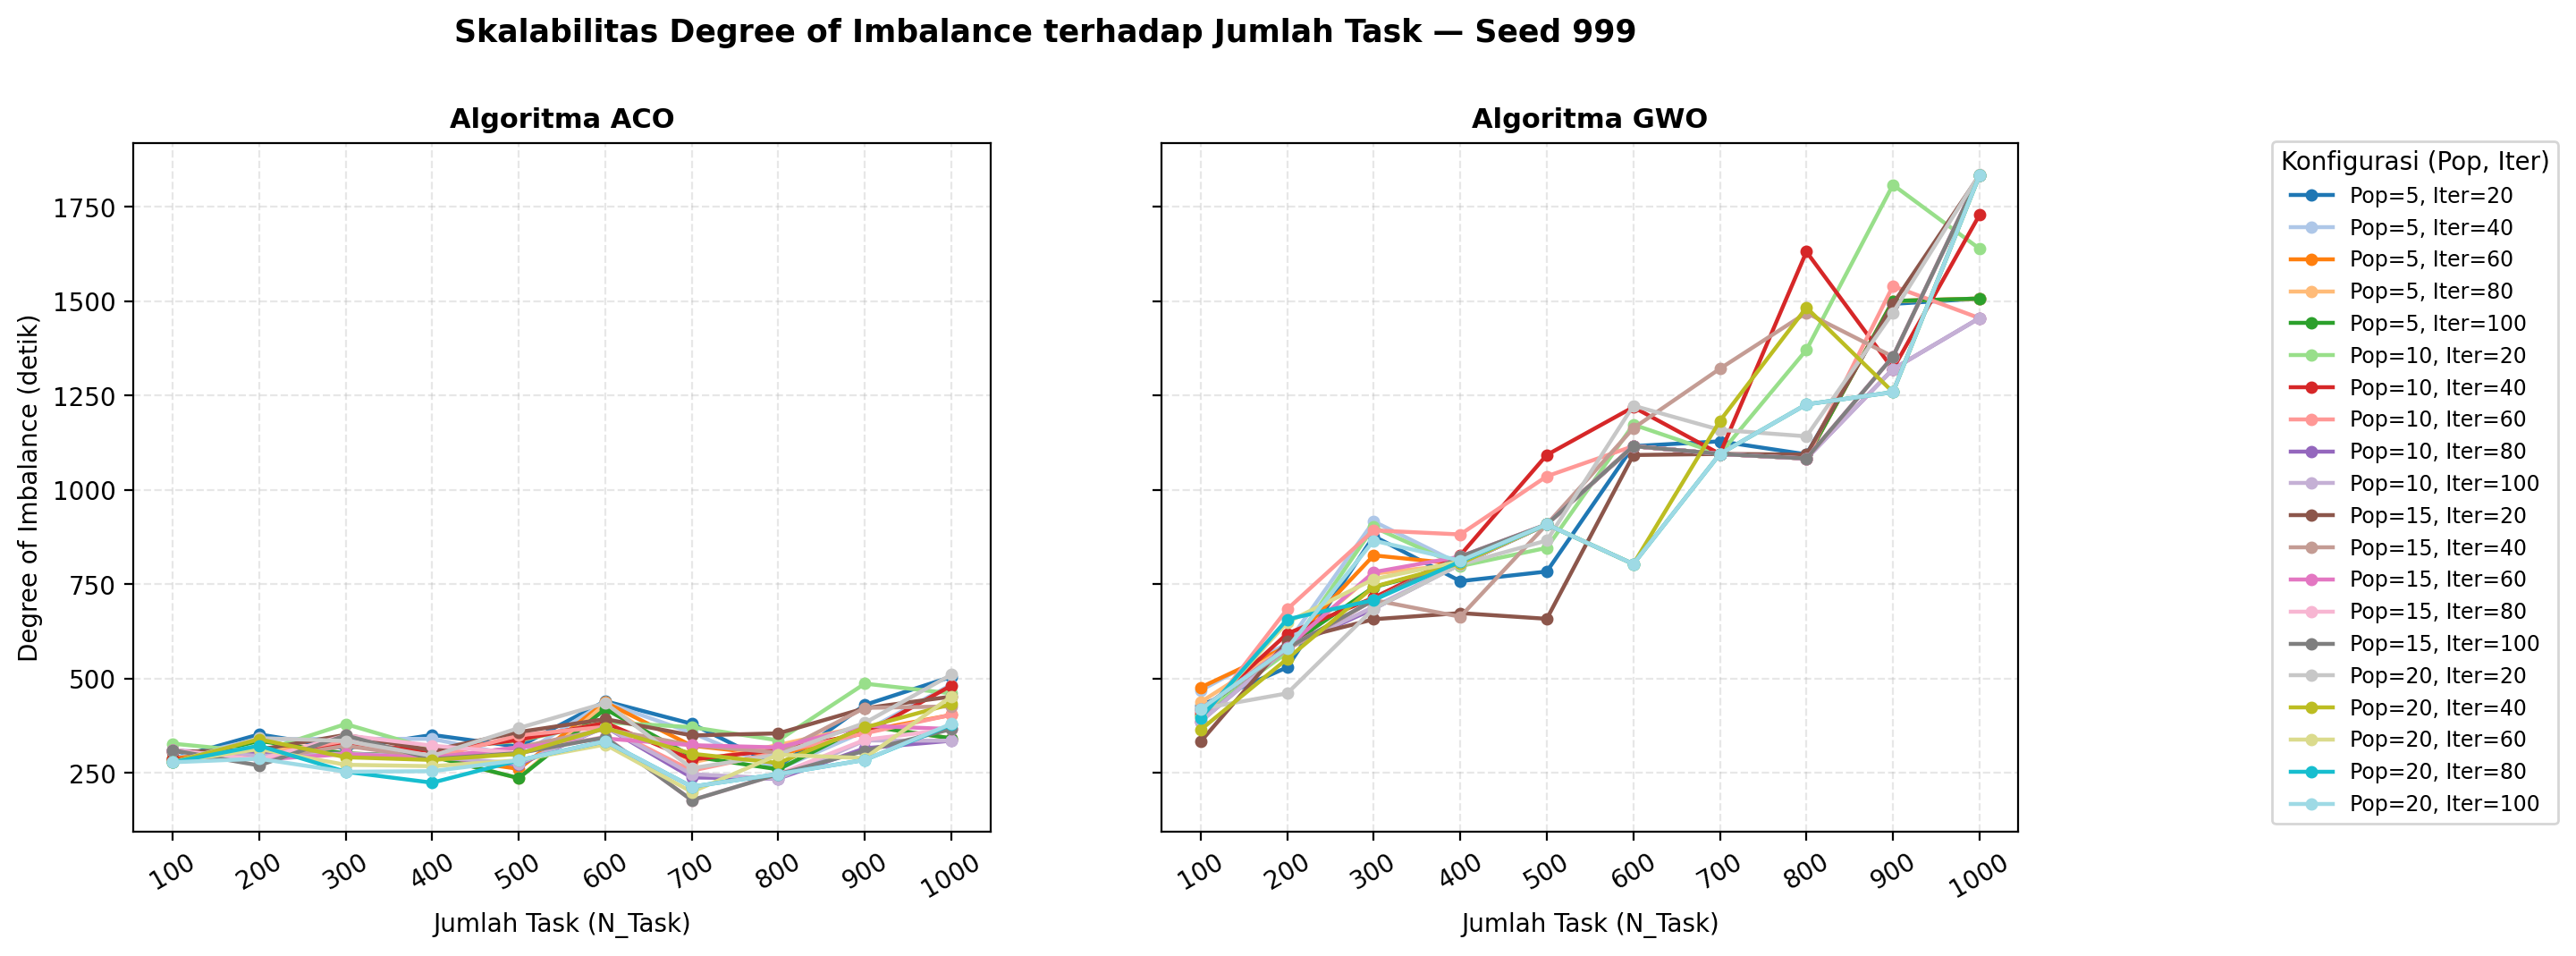 Skalabilitas Degree of Imbalance terhadap Jumlah Task — Seed 999
Algoritma ACO
Degree of Imbalance (detik)
1750
1500
1250
1000
750
500
250
100 200 300 400 500 600 700 800 900 1000
Jumlah Task (N_Task)
Algoritma GWO
100 200 300 400 500 600 700 800 900 1000
Jumlah Task (N_Task)
Konfigurasi (Pop, Iter)
Pop=5, Iter=20
Pop=5, Iter=40
Pop=5, Iter=60
Pop=5, Iter=80
Pop=5, Iter=100
Pop=10, Iter=20
Pop=10, Iter=40
Pop=10, Iter=60
Pop=10, Iter=80
Pop=10, Iter=100
Pop=15, Iter=20
Pop=15, Iter=40
Pop=15, Iter=60
Pop=15, Iter=80
Pop=15, Iter=100
Pop=20, Iter=20
Pop=20, Iter=40
Pop=20, Iter=60
Pop=20, Iter=80
Pop=20, Iter=100